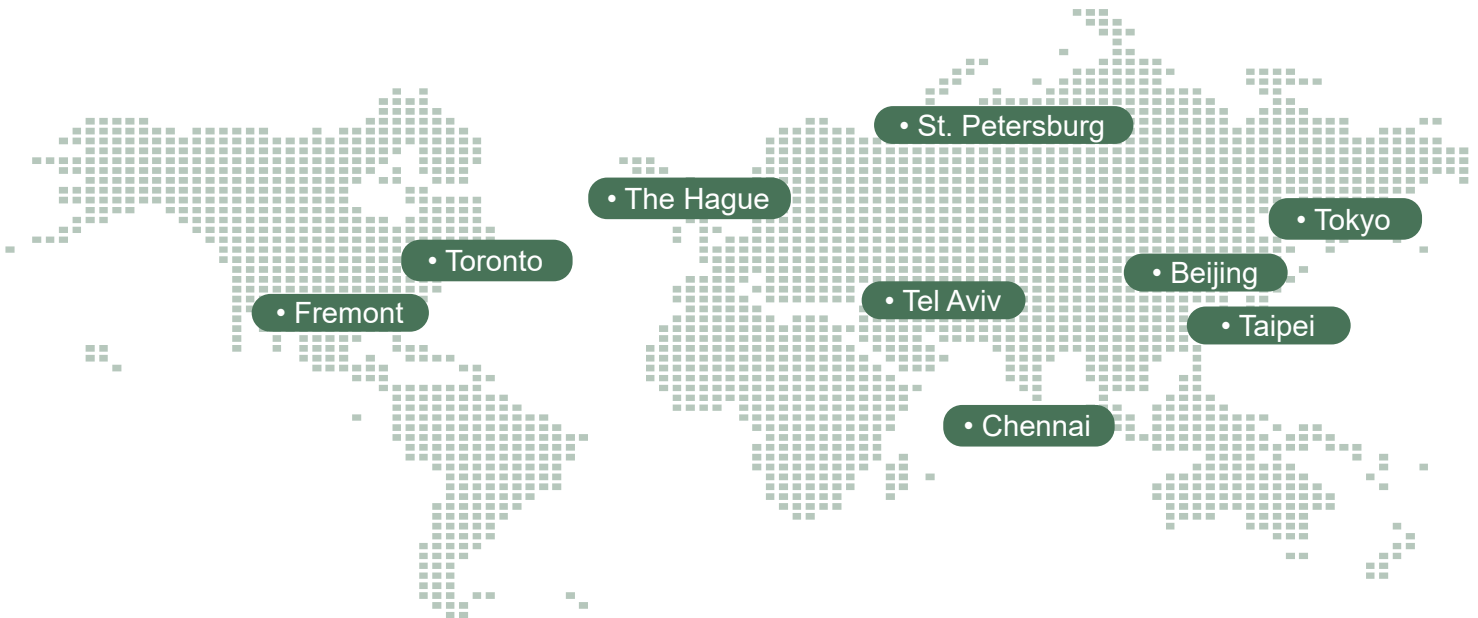 • St. Petersburg
• The Hague
• Tokyo
• Toronto
• Beijing
• Tel Aviv
• Fremont
• Taipei
• Chennai